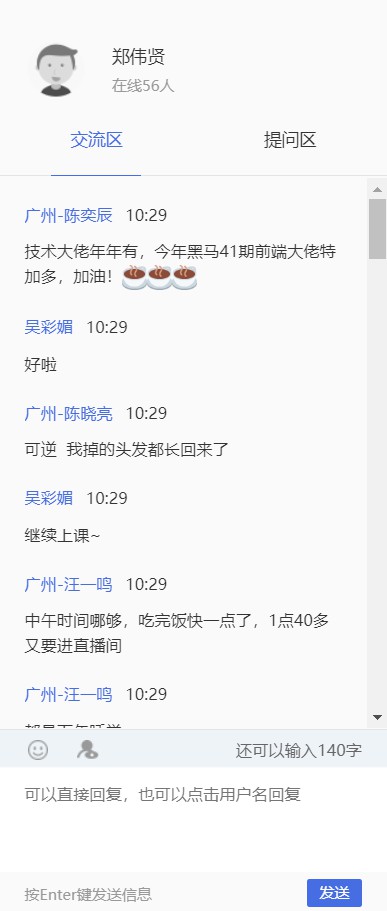 郑伟贤
在线56人
交流区 提问区
广州-陈奕辰 10:29
技术大佬年年有，今年黑马41期前端大佬特
加多，加油！
吴彩媚 10:29
好啦
广州-陈晓亮 10:29
可逆 我掉的头发都长回来了
吴彩媚 10:29
继续上课~
广州-汪一鸣 10:29
中午时间哪够，吃完饭快一点了，1点40多
又要进直播间
广州-汪一鸣 10:29
还可以输入140字
可以直接回复，也可以点击用户名回复
按Enter键发送信息 发送